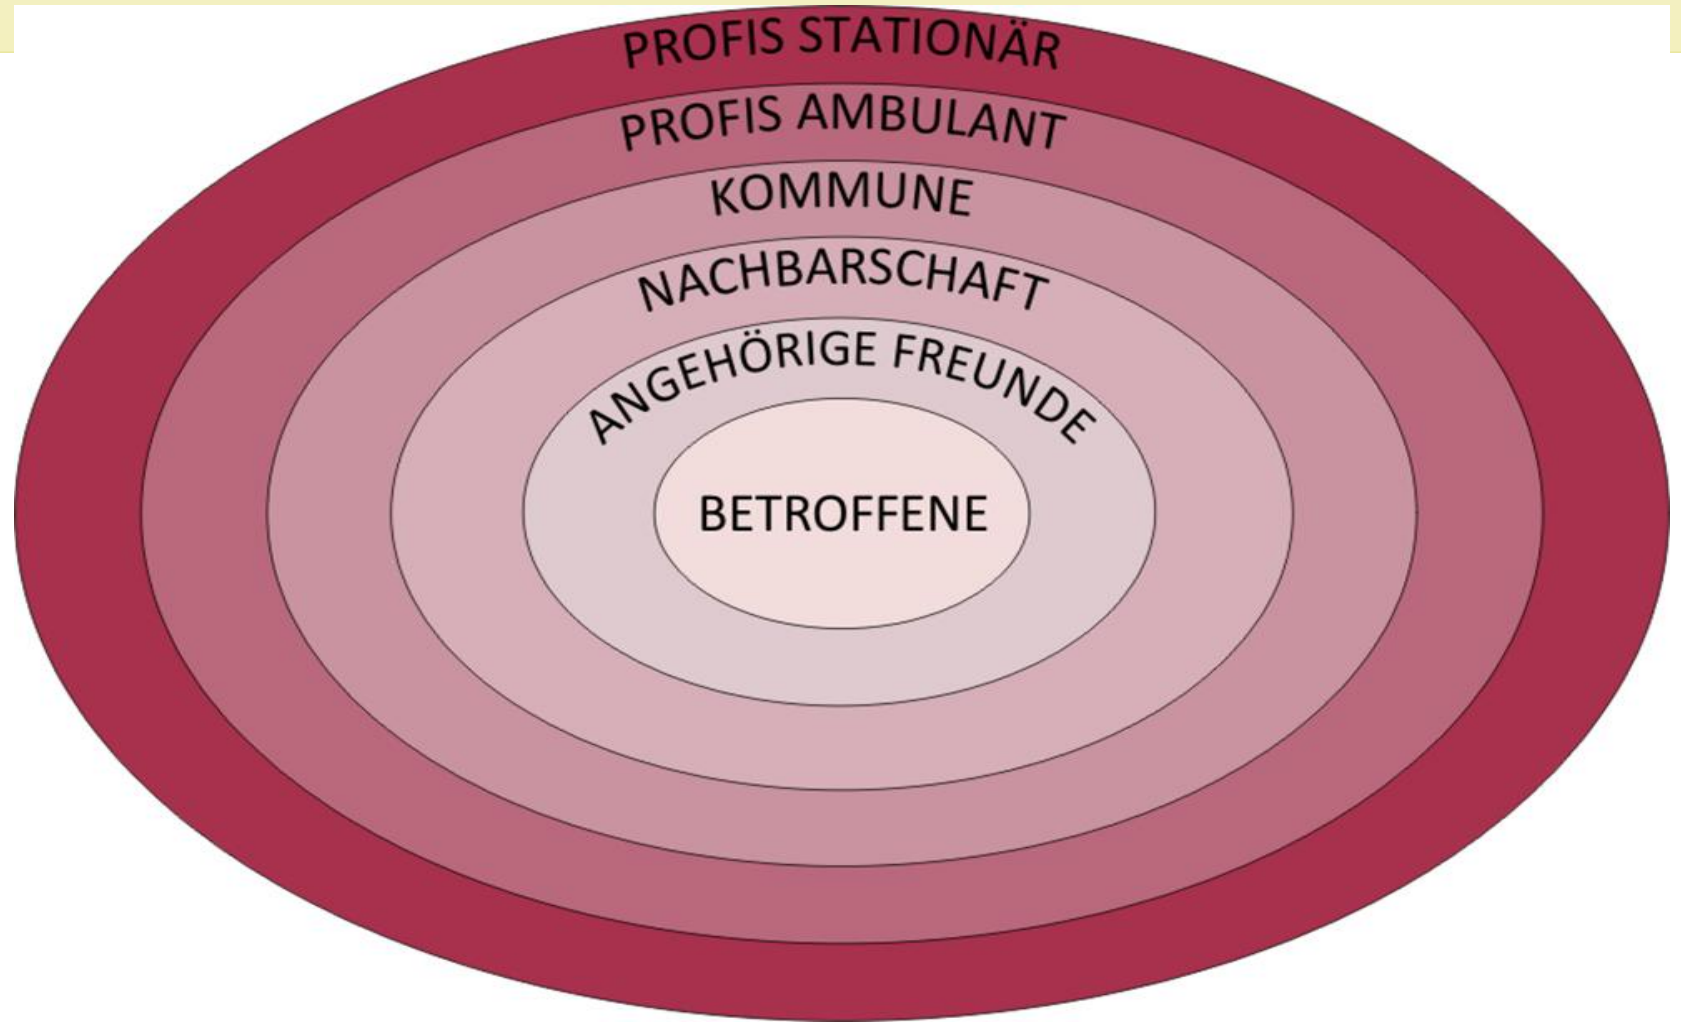 PROFIS STATIONÄR
PROFIS AMBULANT
KOMMUNE
NACHBARSCHAFT
ANGEHÖRIGE FREUNDE
BETROFFENE